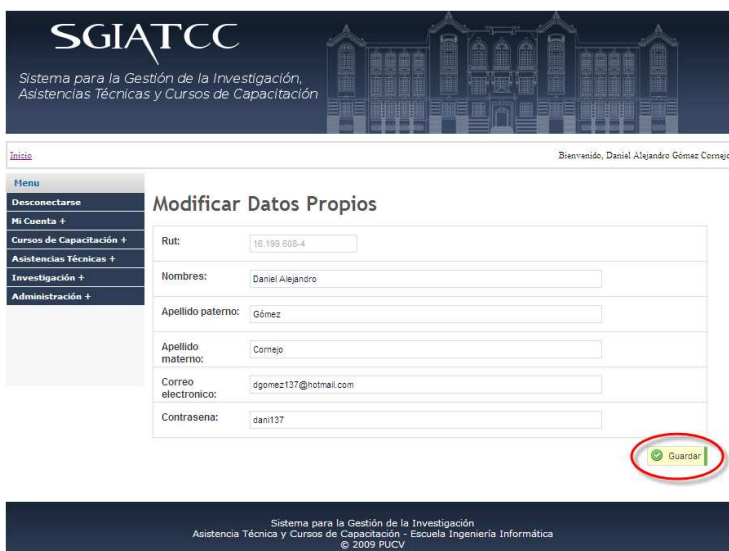 SGIATCC
Sistema para la Gestión de la Investigación,
Asistencias Técnicas y Cursos de Capacitación
Inicio
Bienvenido, Daniel Alejandro Gómez Cornejo
Menu
Desconectarse
Mi Cuenta +
Cursos de Capacitación +
Asistencias Técnicas +
Investigación +
Administración +
Modificar Datos Propios
Rut: 16.199.608-4
Nombres: Daniel Alejandro
Apellido paterno: Gómez
Apellido
materno: Cornejo
Correo
electronico: dgomez137@hotmail.com
Contrasena: dani137
Guardar
Sistema para la Gestión de la Investigación
Asistencia Técnica y Cursos de Capacitación - Escuela Ingeniería Informática
© 2009 PUCV